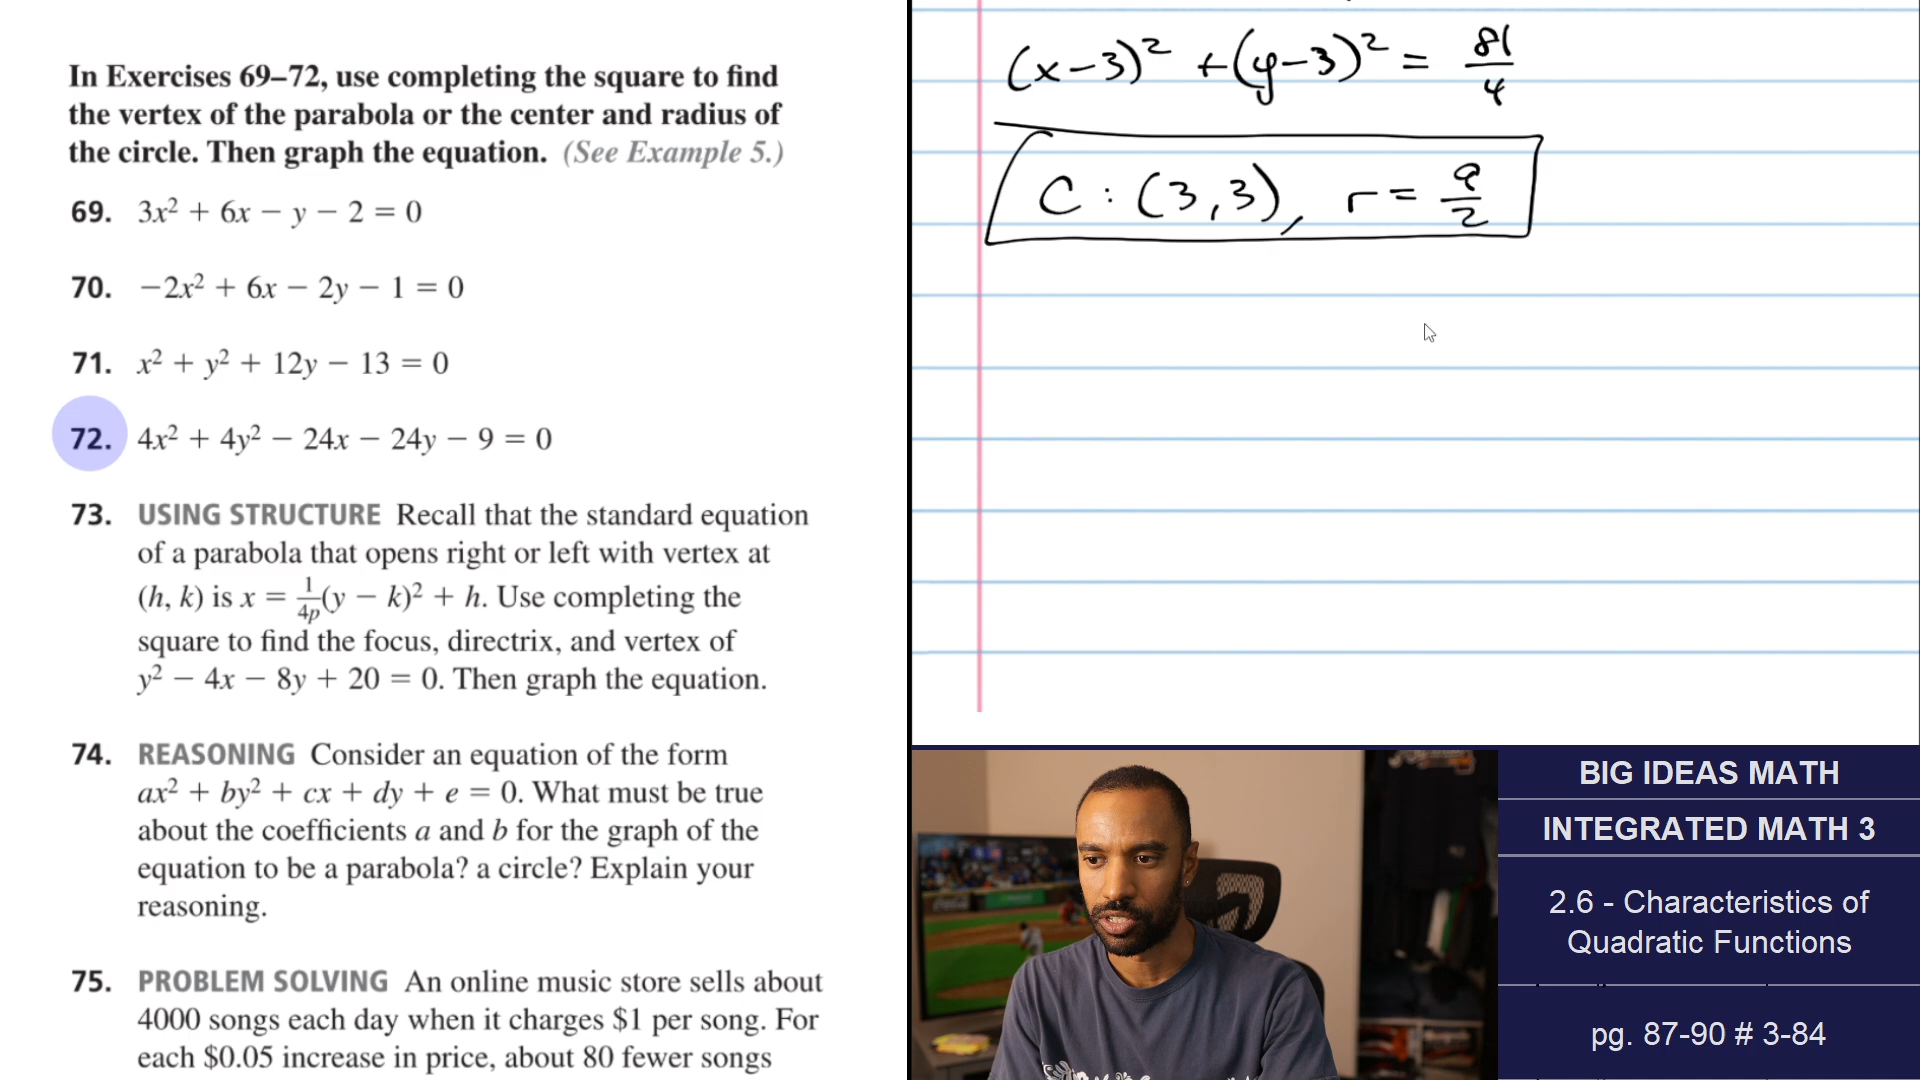 In Exercises 69–72, use completing the square to find
the vertex of the parabola or the center and radius of
the circle. Then graph the equation. (See Example 5.)
69. 3x² + 6x − y − 2 = 0
70. −2x² + 6x − 2y − 1 = 0
71. x² + y² + 12y − 13 = 0
72. 4x² + 4y² − 24x − 24y − 9 = 0
73. USING STRUCTURE Recall that the standard equation
of a parabola that opens right or left with vertex at
(h, k) is x = 1/4p (y − k)² + h. Use completing the
square to find the focus, directrix, and vertex of
y² − 4x − 8y + 20 = 0. Then graph the equation.
74. REASONING Consider an equation of the form
ax² + by² + cx + dy + e = 0. What must be true
about the coefficients a and b for the graph of the
equation to be a parabola? a circle? Explain your
reasoning.
75. PROBLEM SOLVING An online music store sells about
4000 songs each day when it charges $1 per song. For
each $0.05 increase in price, about 80 fewer songs
(x−3)² + (y−3)² = 81/4
C : (3,3), r = 9/2
BIG IDEAS MATH
INTEGRATED MATH 3
2.6 - Characteristics of
Quadratic Functions
pg. 87-90 # 3-84